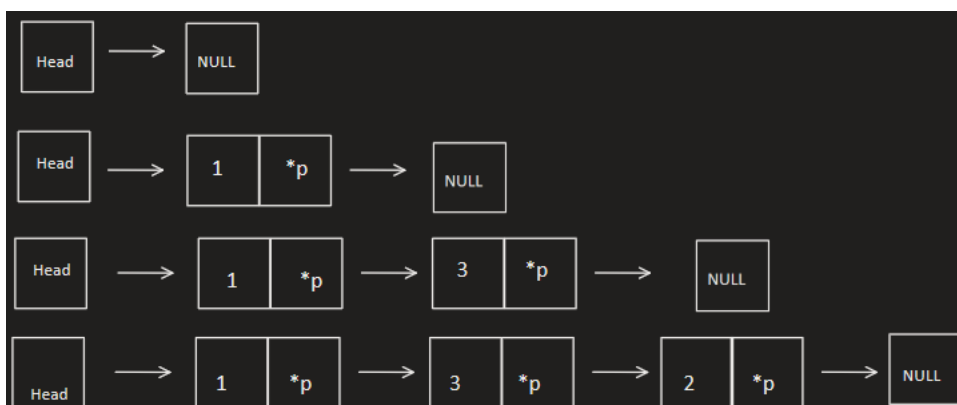 Head NULL
Head 1 *p NULL
Head 1 *p 3 *p NULL
Head 1 *p 3 *p 2 *p NULL